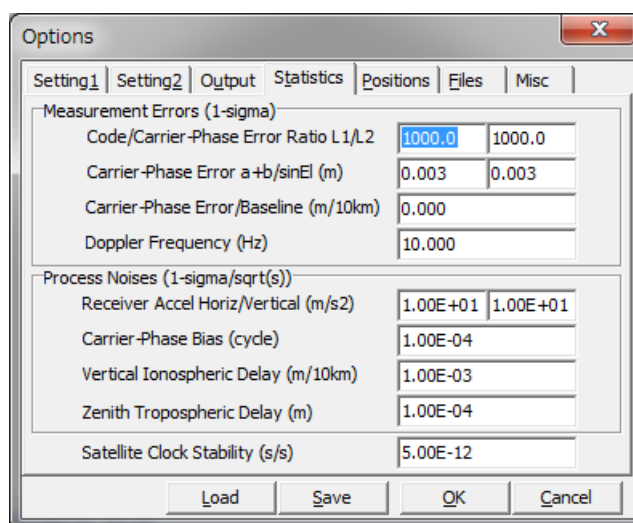 Options
Setting1 Setting2 Output Statistics Positions Files Misc
Measurement Errors (1-sigma)
Code/Carrier-Phase Error Ratio L1/L2 1000.0 1000.0
Carrier-Phase Error a+b/sinEl (m) 0.003 0.003
Carrier-Phase Error/Baseline (m/10km) 0.000
Doppler Frequency (Hz) 10.000
Process Noises (1-sigma/sqrt(s))
Receiver Accel Horiz/Vertical (m/s2) 1.00E+01 1.00E+01
Carrier-Phase Bias (cycle) 1.00E-04
Vertical Ionospheric Delay (m/10km) 1.00E-03
Zenith Tropospheric Delay (m) 1.00E-04
Satellite Clock Stability (s/s) 5.00E-12
Load Save OK Cancel